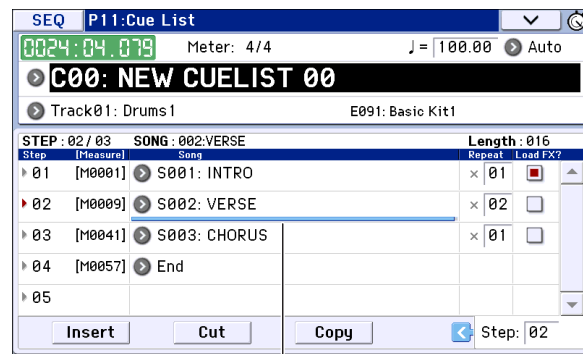 SEQ P11:Cue List
0024:04.079 Meter: 4/4 ♩= 100.00 Auto
C00: NEW CUELIST 00
Track01: Drums1 E091: Basic Kit1
STEP : 02/03 SONG : 002:VERSE Length : 016
Step [Measure] Song Repeat Load FX?
01 [M0001] S001: INTRO × 01
02 [M0009] S002: VERSE × 02
03 [M0041] S003: CHORUS × 01
04 [M0057] End
05
Insert Cut Copy Step: 02